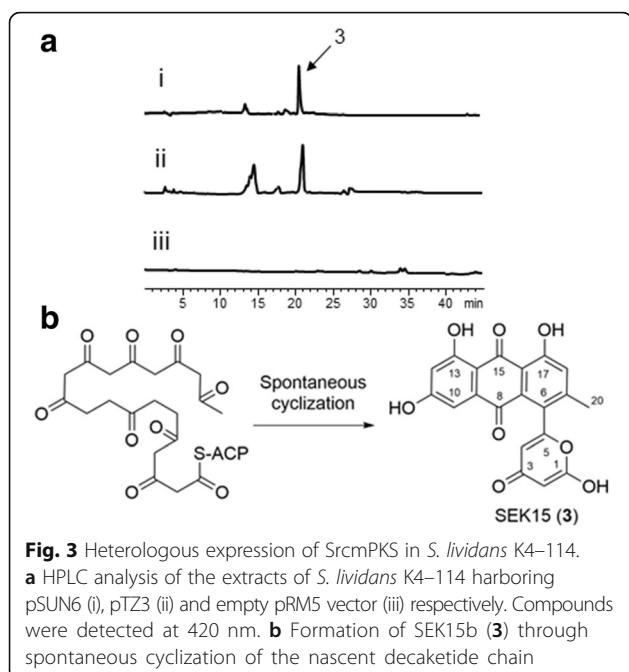 a
3
i
ii
iii
5 10 15 20 25 30 35 40 min
b
O O O O
O O O
O
S-ACP
O O
Spontaneous
cyclization
OH O OH
13 15 17
10 8 6 20
HO
O
5 O
3 1
O OH
SEK15 (3)
Fig. 3 Heterologous expression of SrcmPKS in S. lividans K4–114.
a HPLC analysis of the extracts of S. lividans K4–114 harboring
pSUN6 (i), pTZ3 (ii) and empty pRM5 vector (iii) respectively. Compounds
were detected at 420 nm. b Formation of SEK15b (3) through
spontaneous cyclization of the nascent decaketide chain